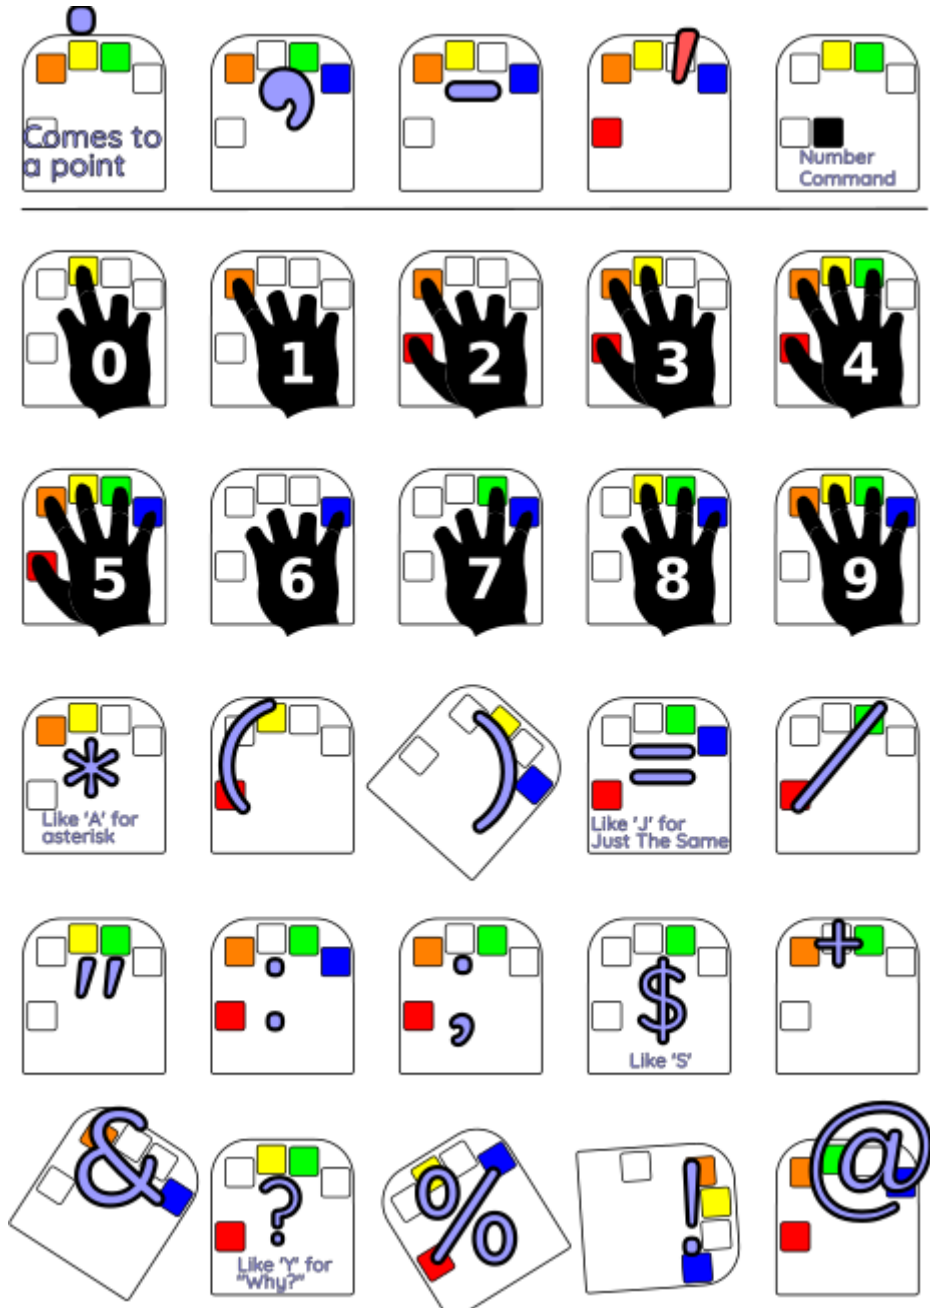 Comes to
a point
,
-
Number
Command
0
1
2
3
4
5
6
7
8
9
*
Like 'A' for
asterisk
(
)
=
Like 'J' for
Just The Same
/
"
:
;
$
Like 'S'
+
&
?
Like 'Y' for
"Why?"
%
!
@